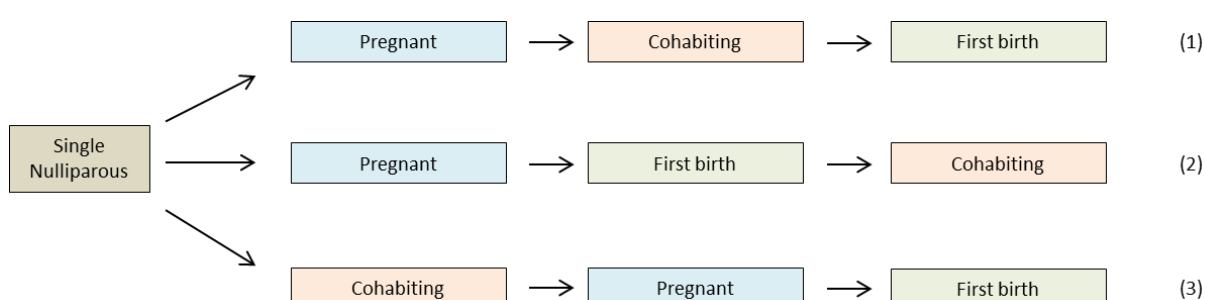 Pregnant Cohabiting First birth (1)
Single
Nulliparous
Pregnant First birth Cohabiting (2)
Cohabiting Pregnant First birth (3)